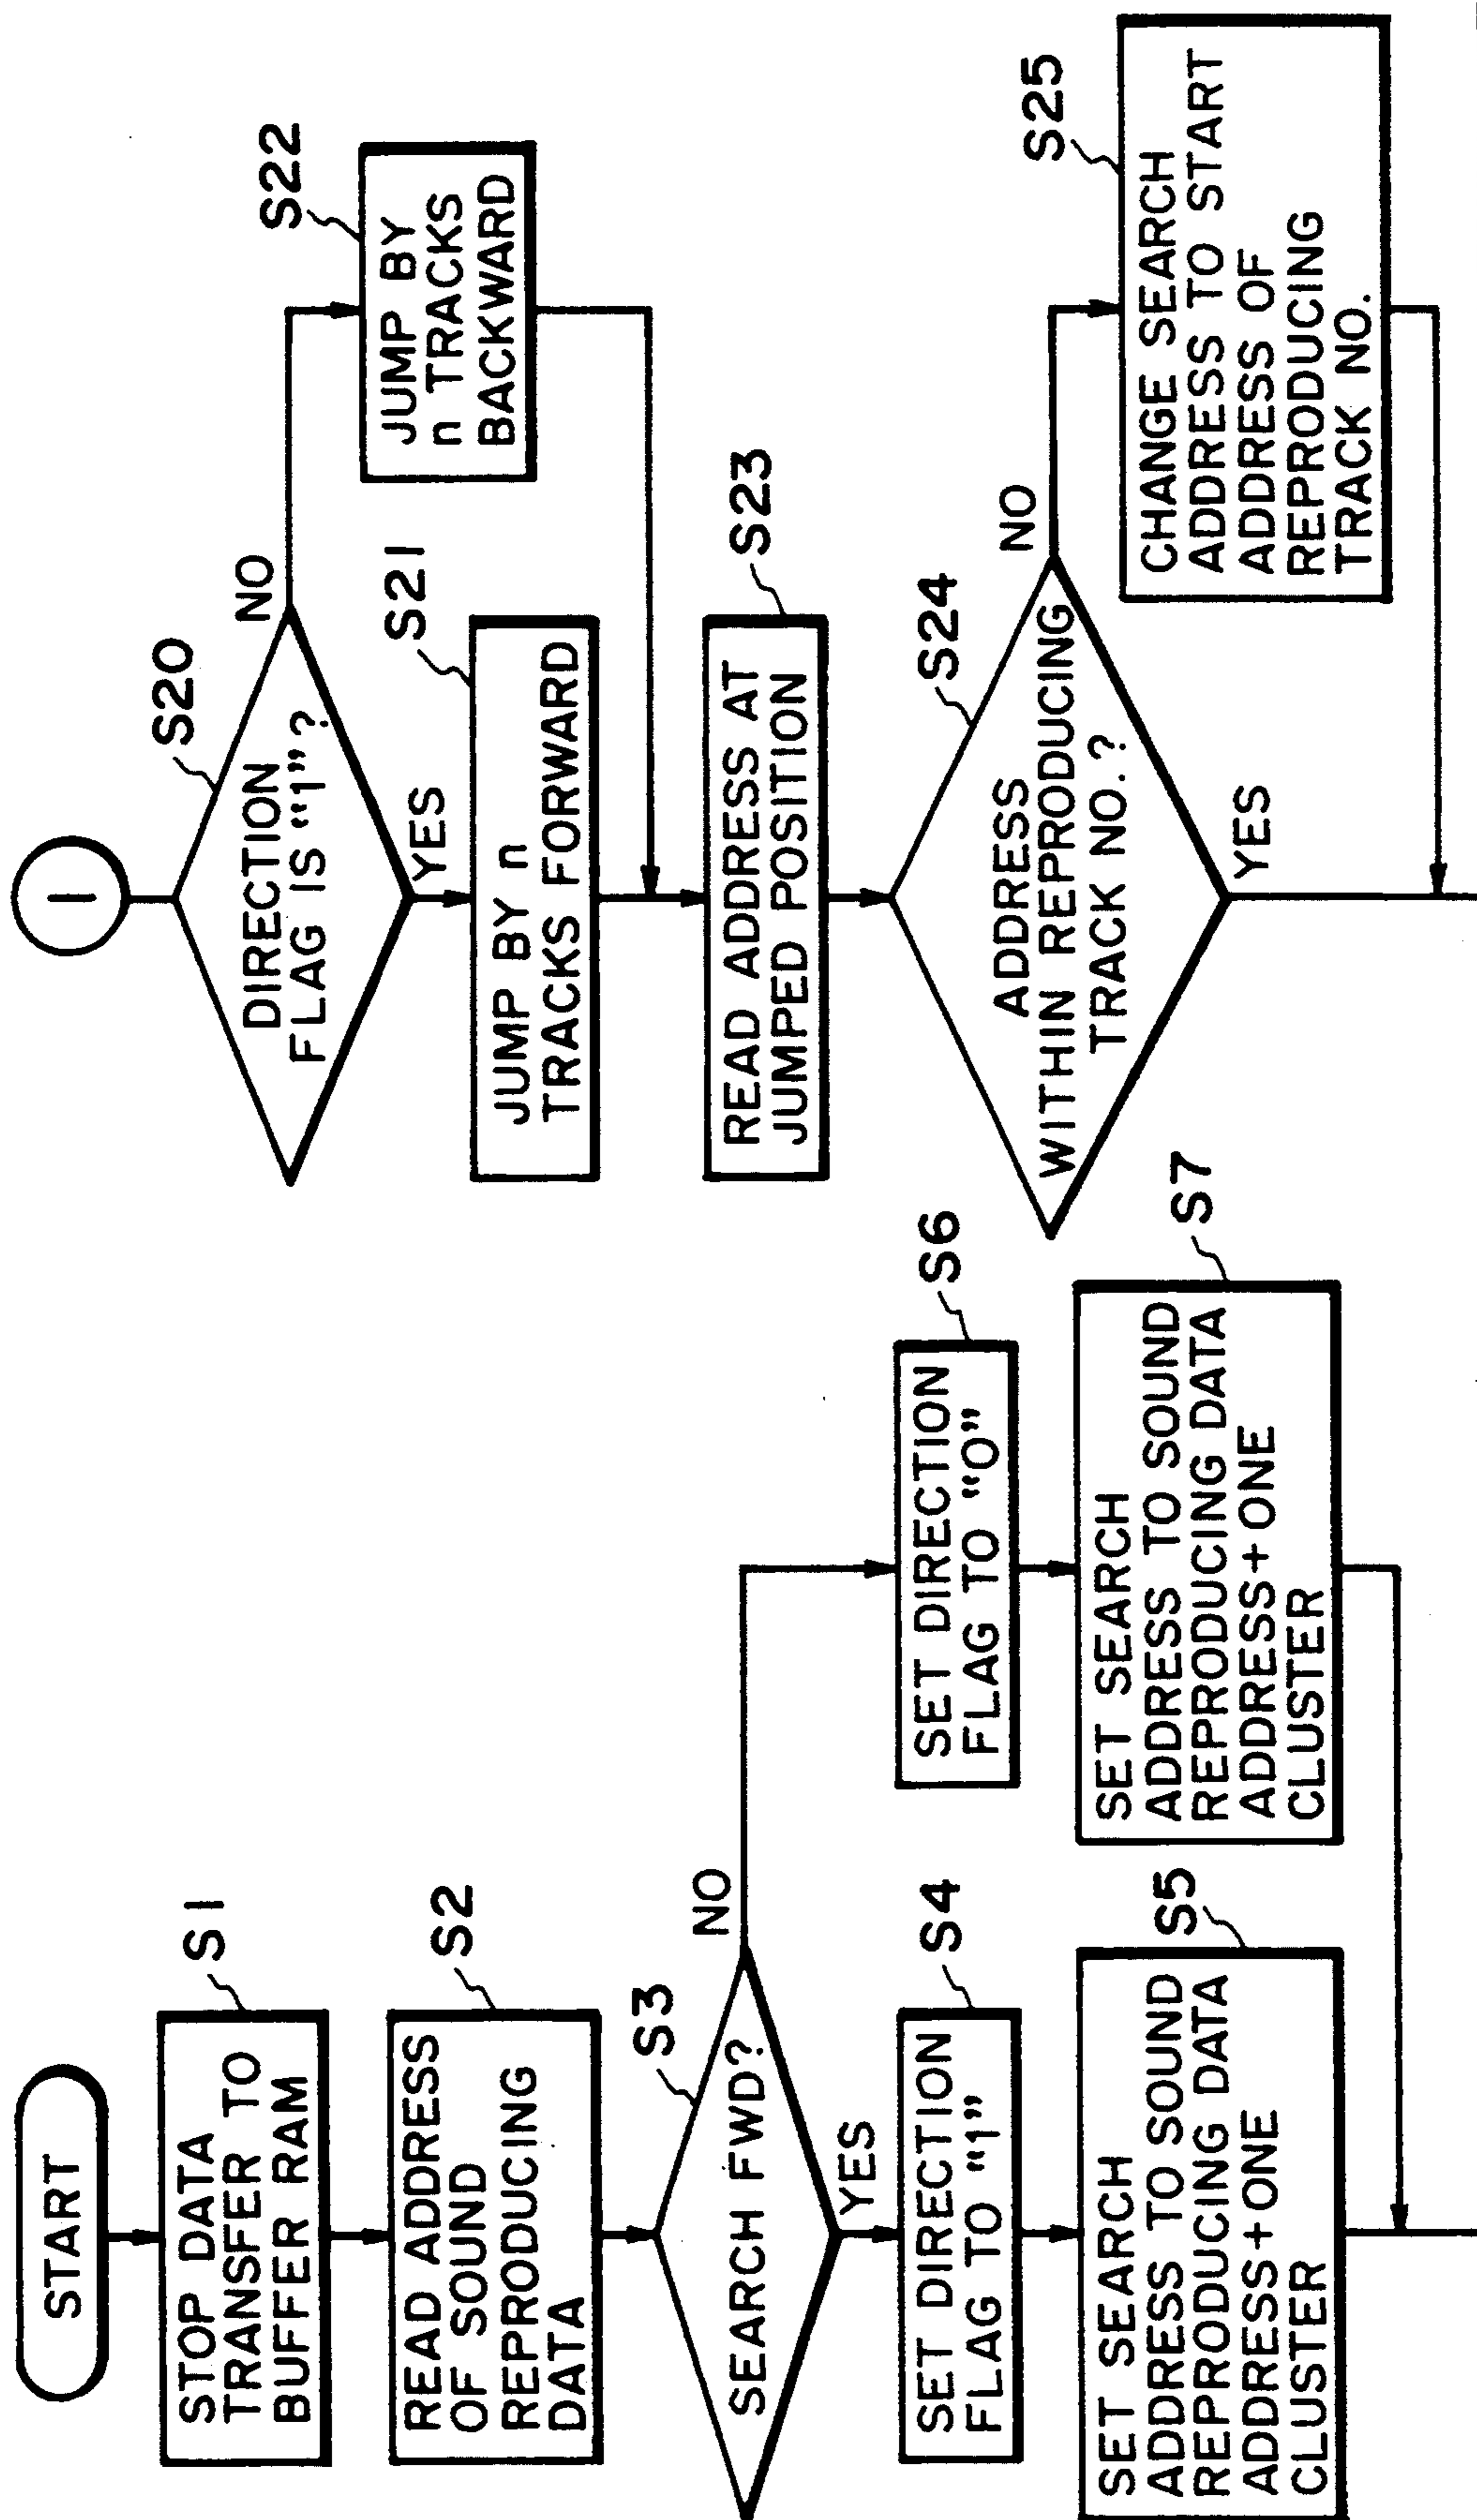 START
S1
STOP DATA
TRANSFER TO
BUFFER RAM
S2
READ ADDRESS
OF SOUND
REPRODUCING
DATA
S3
SEARCH FWD?
NO
YES
S4
SET DIRECTION
FLAG TO "1"
S5
SET SEARCH
ADDRESS TO SOUND
REPRODUCING DATA
ADDRESS+ONE
CLUSTER
S6
SET DIRECTION
FLAG TO "0"
S7
SET SEARCH
ADDRESS TO SOUND
REPRODUCING DATA
ADDRESS+ONE
CLUSTER
1
S20
DIRECTION
FLAG IS "1"?
NO
YES
S21
JUMP BY n
TRACKS FORWARD
S22
JUMP BY
n TRACKS
BACKWARD
S23
READ ADDRESS AT
JUMPED POSITION
S24
ADDRESS
WITHIN REPRODUCING
TRACK NO.?
NO
YES
S25
CHANGE SEARCH
ADDRESS TO START
ADDRESS OF
REPRODUCING
TRACK NO.